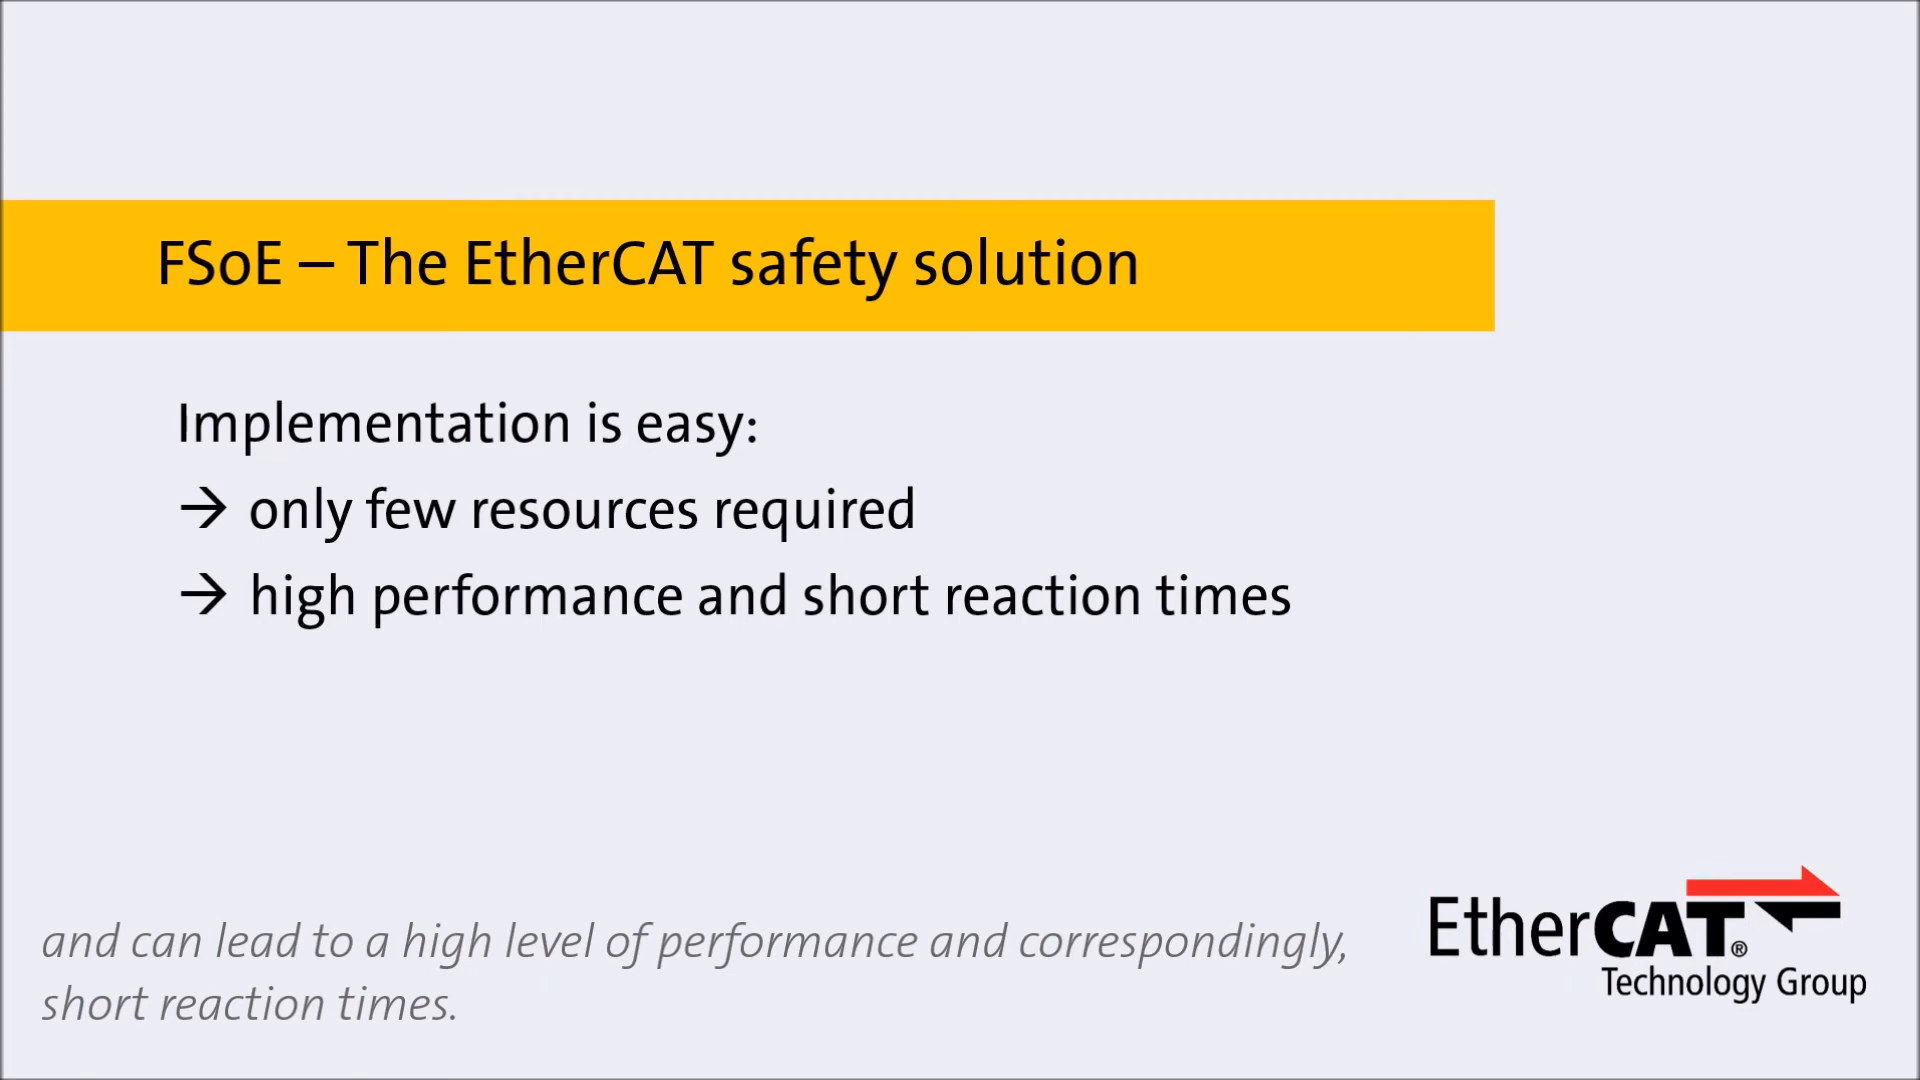 FSoE – The EtherCAT safety solution
Implementation is easy:
→ only few resources required
→ high performance and short reaction times
and can lead to a high level of performance and correspondingly,
short reaction times.
EtherCAT®
Technology Group